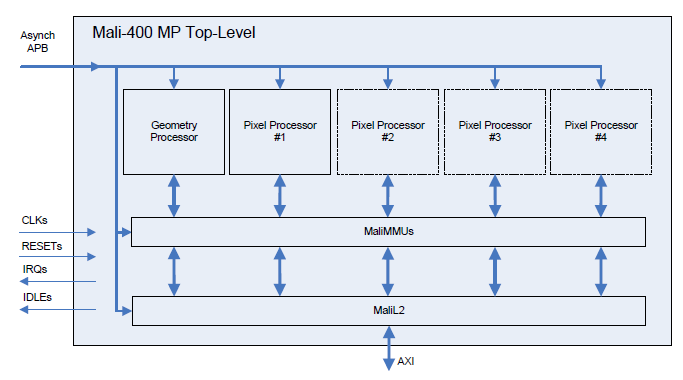 Mali-400 MP Top-Level
Asynch
APB
Geometry
Processor
Pixel Processor
#1
Pixel Processor
#2
Pixel Processor
#3
Pixel Processor
#4
CLKs
MaliMMUs
RESETs
IRQs
IDLEs
MaliL2
AXI